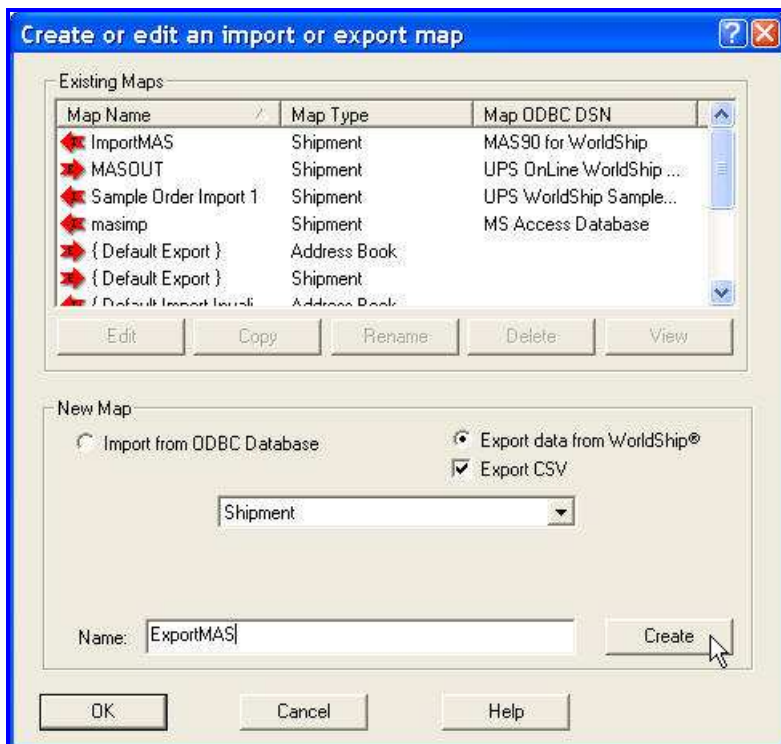 Create or edit an import or export map
Existing Maps
Map Name Map Type Map ODBC DSN
ImportMAS Shipment MAS90 for WorldShip
MASOUT Shipment UPS OnLine WorldShip ...
Sample Order Import 1 Shipment UPS WorldShip Sample...
masimp Shipment MS Access Database
{ Default Export } Address Book
{ Default Export } Shipment
{ Default Import Invali... Address Book
Edit Copy Rename Delete View
New Map
Import from ODBC Database Export data from WorldShip®
Export CSV
Shipment
Name: ExportMAS Create
OK Cancel Help